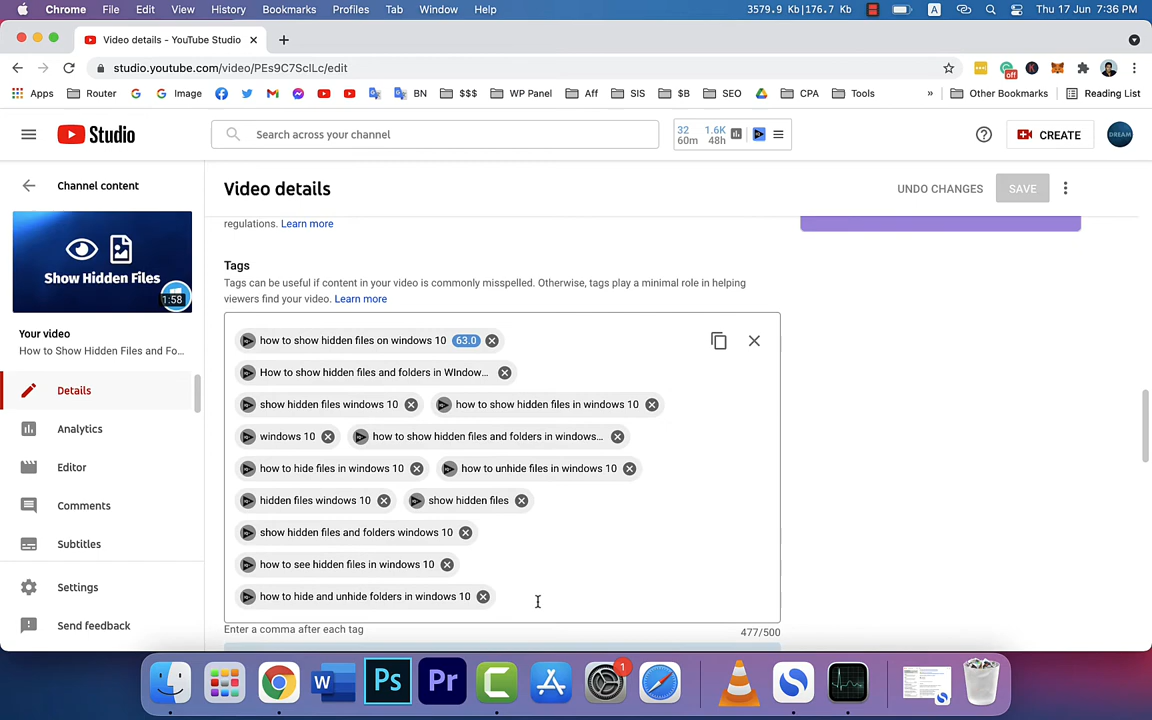 Chrome File Edit View History Bookmarks Profiles Tab Window Help 3579.9 Kb|176.7 Kb A Thu 17 Jun 7:36 PM
Video details - YouTube Studio
studio.youtube.com/video/PEs9C7ScILc/edit
off
Apps Router Image BN $$$ WP Panel Aff SIS $B SEO CPA Tools » Other Bookmarks Reading List
Studio Search across your channel 32 60m 1.6K 48h CREATE DREAM
Channel content
Video details UNDO CHANGES SAVE
regulations. Learn more
Show Hidden Files
1:58
Your video
How to Show Hidden Files and Fo...
Details
Analytics
Editor
Comments
Subtitles
Settings
Send feedback
Tags
Tags can be useful if content in your video is commonly misspelled. Otherwise, tags play a minimal role in helping
viewers find your video. Learn more
how to show hidden files on windows 10 63.0
How to show hidden files and folders in WIndow...
show hidden files windows 10 how to show hidden files in windows 10
windows 10 how to show hidden files and folders in windows...
how to hide files in windows 10 how to unhide files in windows 10
hidden files windows 10 show hidden files
show hidden files and folders windows 10
how to see hidden files in windows 10
how to hide and unhide folders in windows 10
Enter a comma after each tag 477/500
W Ps Pr C 1